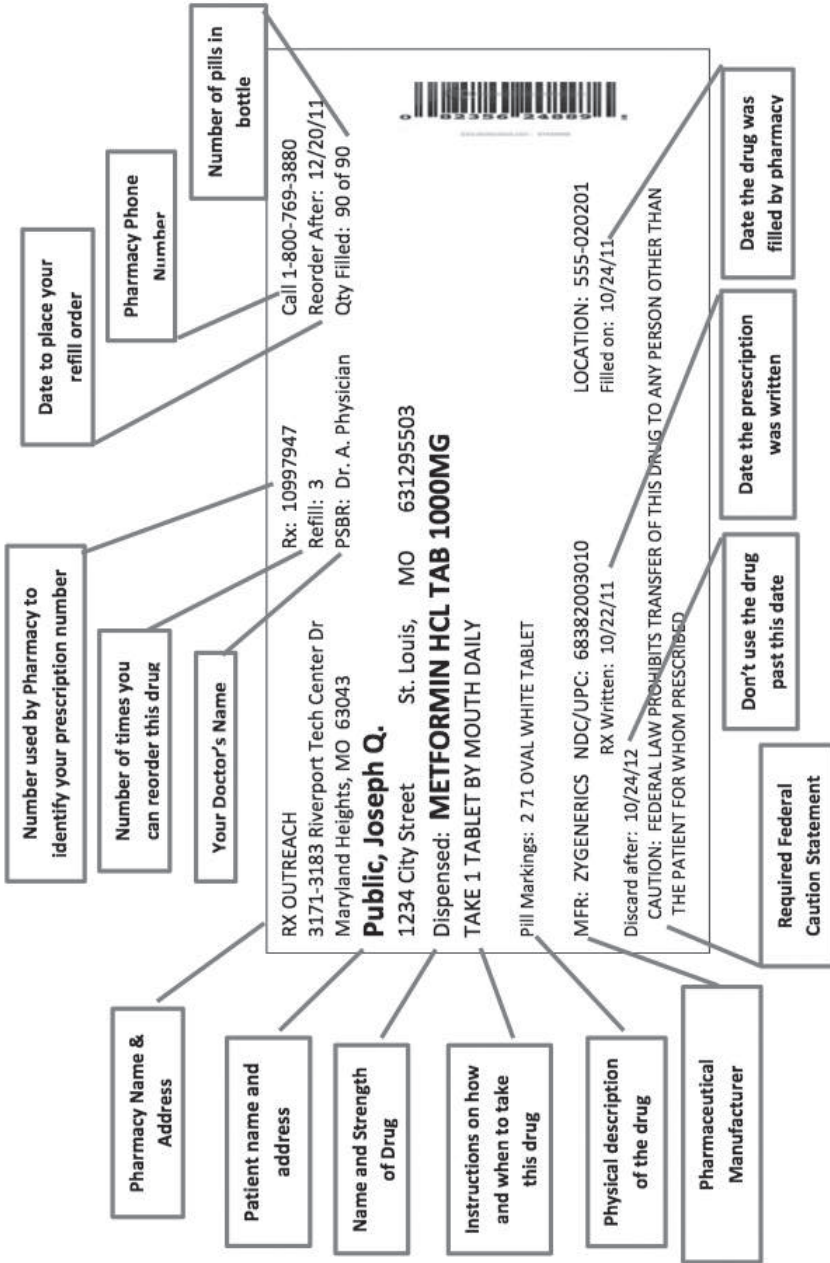 Number used by Pharmacy to
identify your prescription number
Number of times you
can reorder this drug
Your Doctor's Name
Date to place your
refill order
Pharmacy Phone
Number
Number of pills in
bottle
Pharmacy Name &
Address
Patient name and
address
Name and Strength
of Drug
Instructions on how
and when to take
this drug
Physical description
of the drug
Pharmaceutical
Manufacturer
RX OUTREACH
3171-3183 Riverport Tech Center Dr
Maryland Heights, MO 63043
Rx: 10997947
Refill: 3
PSBR: Dr. A. Physician
Call 1-800-769-3880
Reorder After: 12/20/11
Qty Filled: 90 of 90
Public, Joseph Q.
1234 City Street St. Louis, MO 631295503
Dispensed: METFORMIN HCL TAB 1000MG
TAKE 1 TABLET BY MOUTH DAILY
Pill Markings: 2 71 OVAL WHITE TABLET
MFR: ZYGENERICS NDC/UPC: 68382003010 LOCATION: 555-020201
RX Written: 10/22/11 Filled on: 10/24/11
Discard after: 10/24/12
CAUTION: FEDERAL LAW PROHIBITS TRANSFER OF THIS DRUG TO ANY PERSON OTHER THAN
THE PATIENT FOR WHOM PRESCRIBED
0 82356 24889
Required Federal
Caution Statement
Don't use the drug
past this date
Date the prescription
was written
Date the drug was
filled by pharmacy